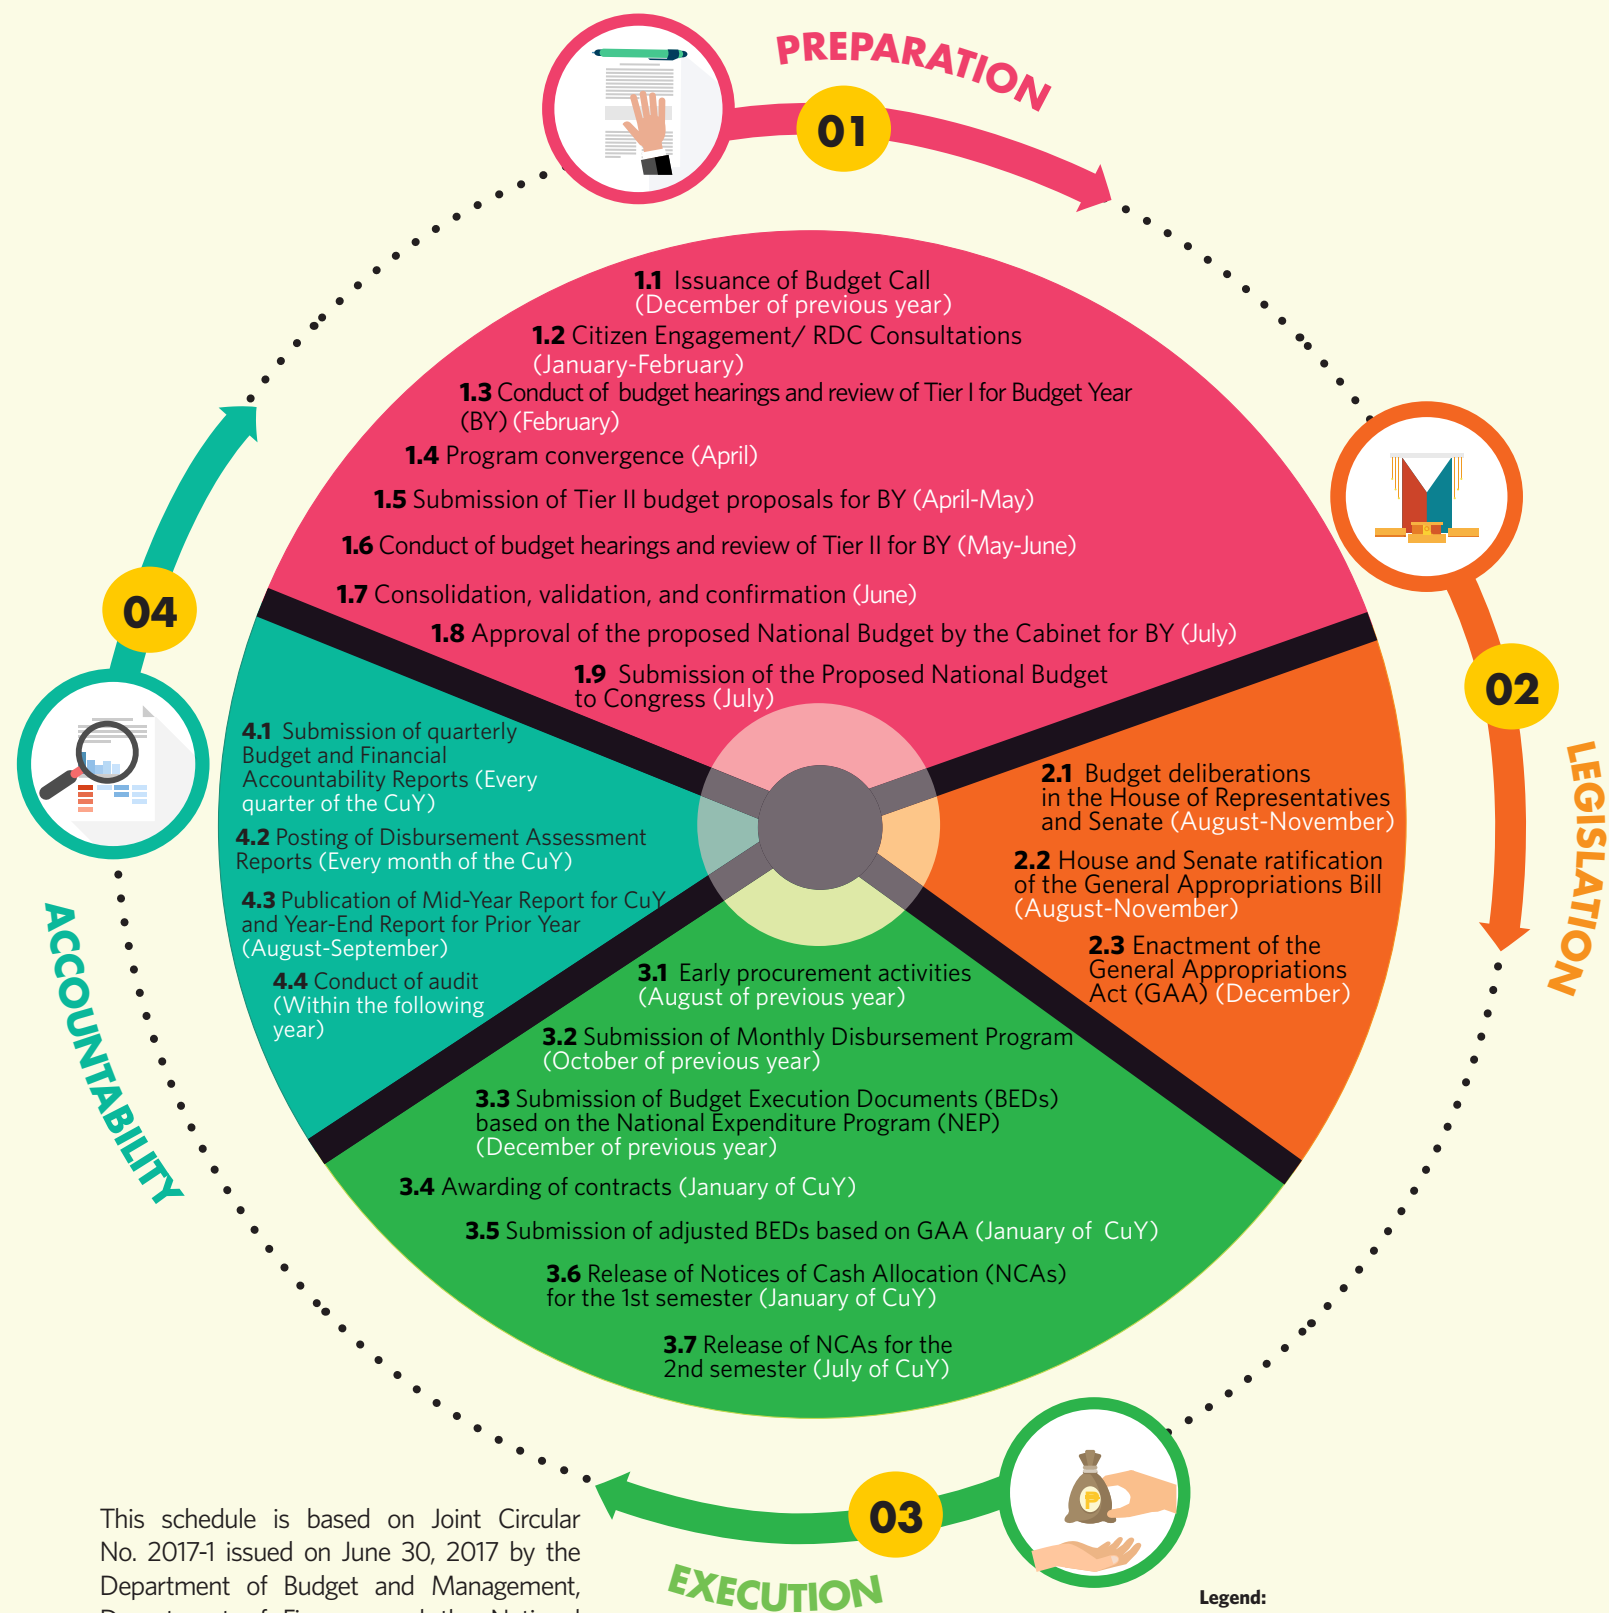 PREPARATION
01
1.1 Issuance of Budget Call
(December of previous year)
1.2 Citizen Engagement/ RDC Consultations
(January-February)
1.3 Conduct of budget hearings and review of Tier I for Budget Year
(BY) (February)
1.4 Program convergence (April)
1.5 Submission of Tier II budget proposals for BY (April-May)
1.6 Conduct of budget hearings and review of Tier II for BY (May-June)
1.7 Consolidation, validation, and confirmation (June)
1.8 Approval of the proposed National Budget by the Cabinet for BY (July)
1.9 Submission of the Proposed National Budget
to Congress (July)
02
LEGISLATION
2.1 Budget deliberations
in the House of Representatives
and Senate (August-November)
2.2 House and Senate ratification
of the General Appropriations Bill
(August-November)
2.3 Enactment of the
General Appropriations
Act (GAA) (December)
03
EXECUTION
3.1 Early procurement activities
(August of previous year)
3.2 Submission of Monthly Disbursement Program
(October of previous year)
3.3 Submission of Budget Execution Documents (BEDs)
based on the National Expenditure Program (NEP)
(December of previous year)
3.4 Awarding of contracts (January of CuY)
3.5 Submission of adjusted BEDs based on GAA (January of CuY)
3.6 Release of Notices of Cash Allocation (NCAs)
for the 1st semester (January of CuY)
3.7 Release of NCAs for the
2nd semester (July of CuY)
P
04
ACCOUNTABILITY
4.1 Submission of quarterly
Budget and Financial
Accountability Reports (Every
quarter of the CuY)
4.2 Posting of Disbursement Assessment
Reports (Every month of the CuY)
4.3 Publication of Mid-Year Report for CuY
and Year-End Report for Prior Year
(August-September)
4.4 Conduct of audit
(Within the following
year)
This schedule is based on Joint Circular
No. 2017-1 issued on June 30, 2017 by the
Department of Budget and Management,
Department of Finance and the National
Legend: